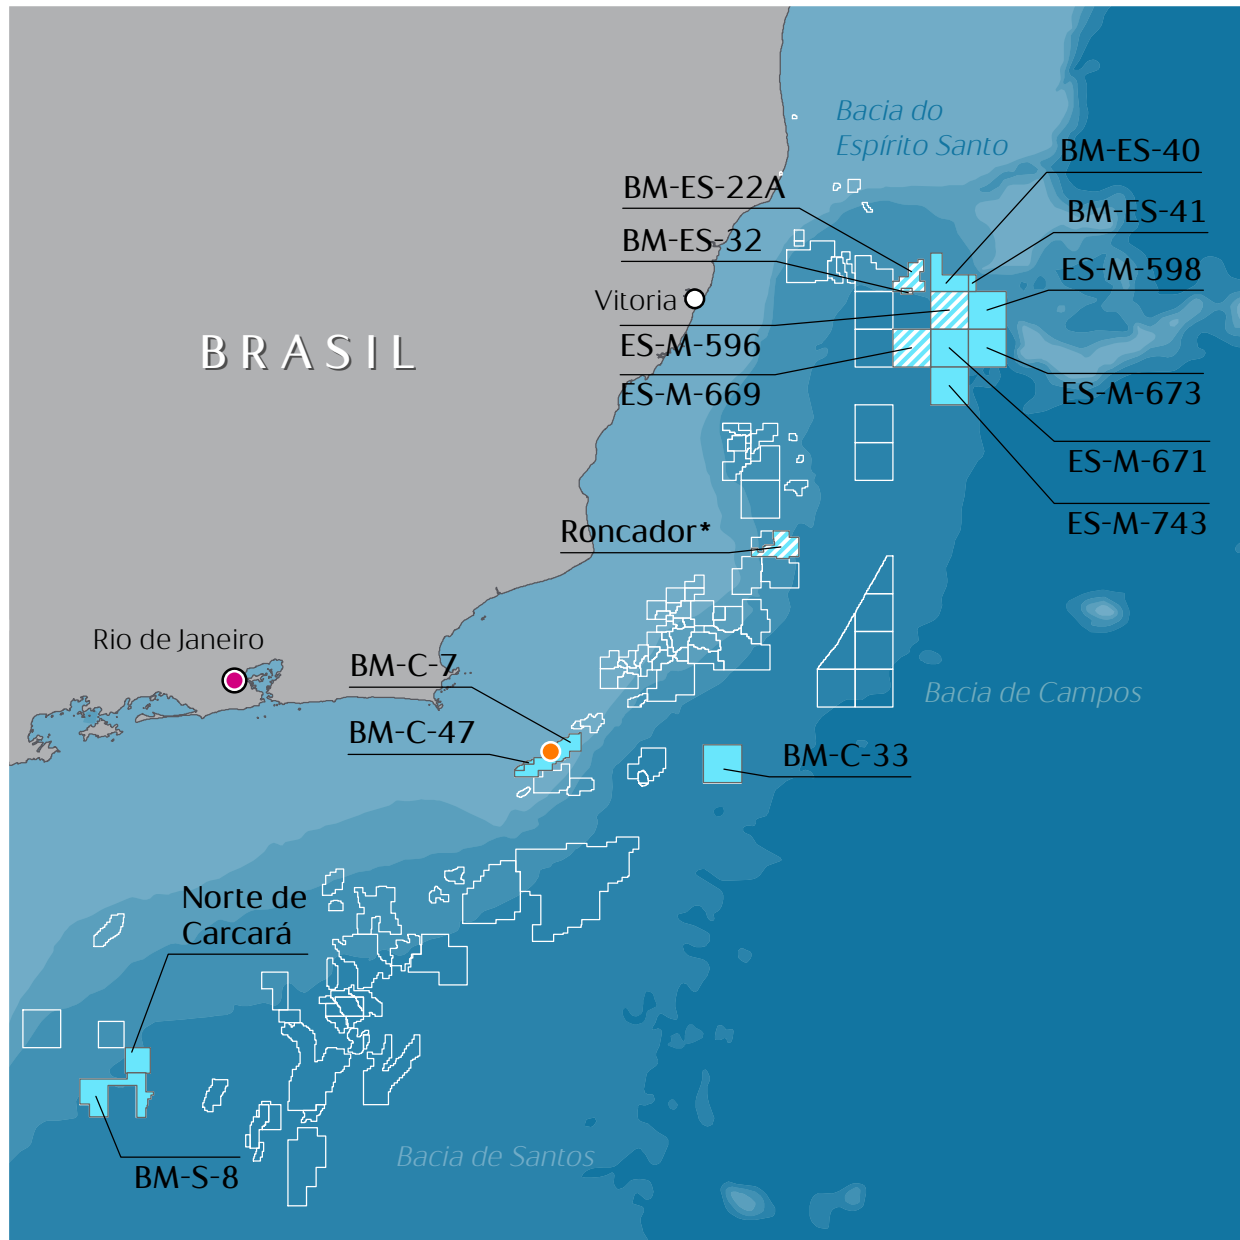 Bacia do
Espírito Santo
BM-ES-40
BM-ES-22A
BM-ES-41
BM-ES-32
ES-M-598
Vitoria
BRASIL
ES-M-596
ES-M-669
ES-M-673
ES-M-671
ES-M-743
Roncador*
Rio de Janeiro
BM-C-7
Bacia de Campos
BM-C-47
BM-C-33
Norte de
Carcará
Bacia de Santos
BM-S-8